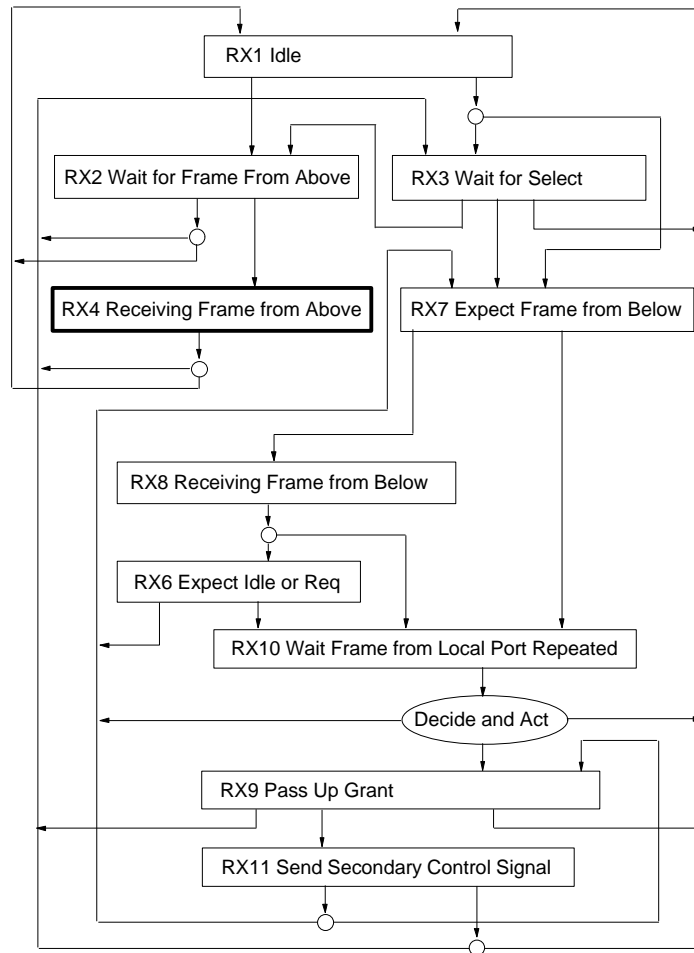 RX1 Idle
RX2 Wait for Frame From Above
RX3 Wait for Select
RX4 Receiving Frame from Above
RX7 Expect Frame from Below
RX8 Receiving Frame from Below
RX6 Expect Idle or Req
RX10 Wait Frame from Local Port Repeated
Decide and Act
RX9 Pass Up Grant
RX11 Send Secondary Control Signal